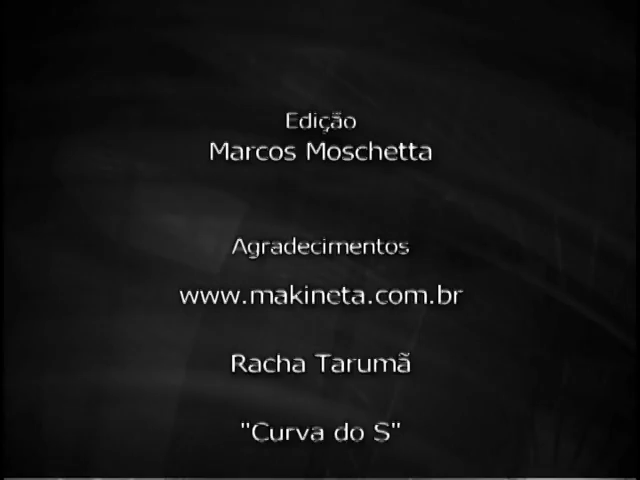 Edição
Marcos Moschetta
Agradecimentos
www.makineta.com.br
Racha Tarumã
"Curva do S"